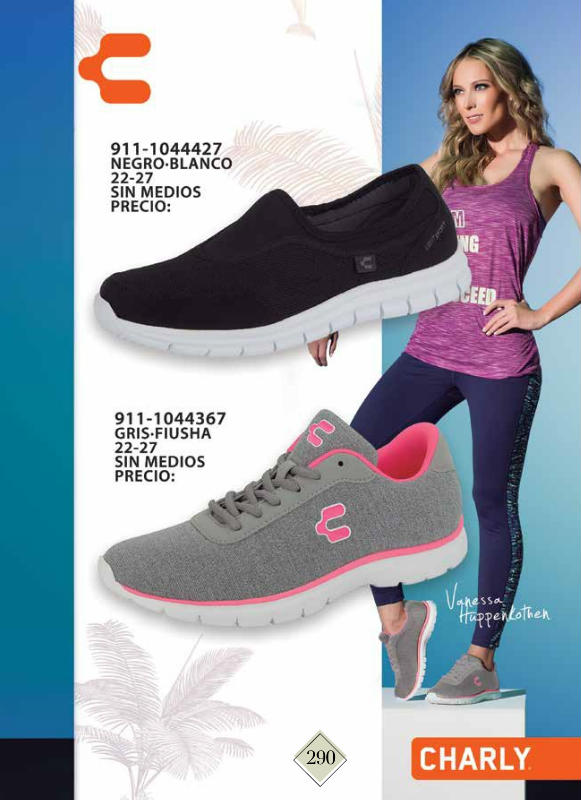 911-1044427
NEGRO·BLANCO
22-27
SIN MEDIOS
PRECIO:
911-1044367
GRIS·FIUSHA
22-27
SIN MEDIOS
PRECIO:
Vanessa
Huppenkothen
290
CHARLY